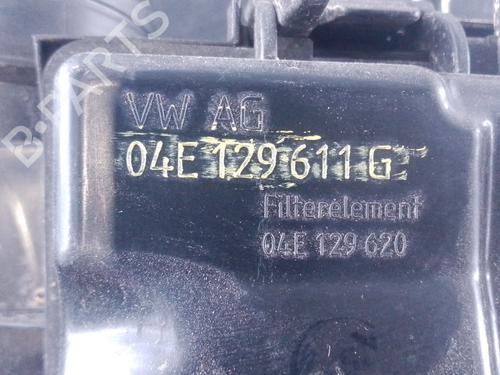 VW AG
04E 129 611 G
Filterelement
04E 129 620
B-PARTS